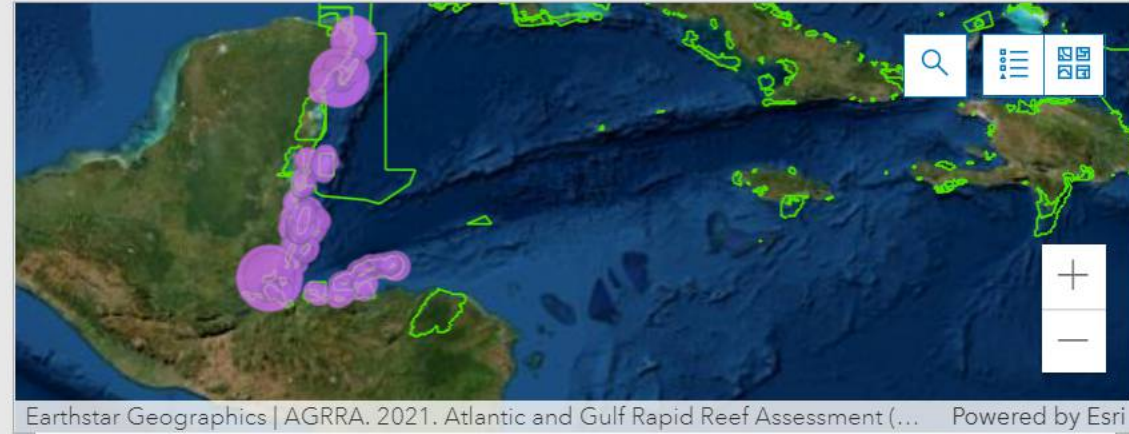 Earthstar Geographics | AGRRA. 2021. Atlantic and Gulf Rapid Reef Assessment (... Powered by Esri